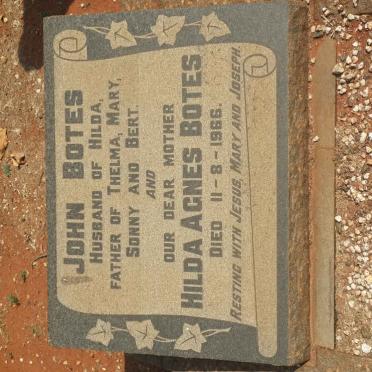 JOHN BOTES
HUSBAND OF HILDA,
FATHER OF THELMA, MARY,
SONNY AND BERT.
AND
OUR DEAR MOTHER
HILDA AGNES BOTES
DIED 11-8-1966.
RESTING WITH JESUS, MARY AND JOSEPH.